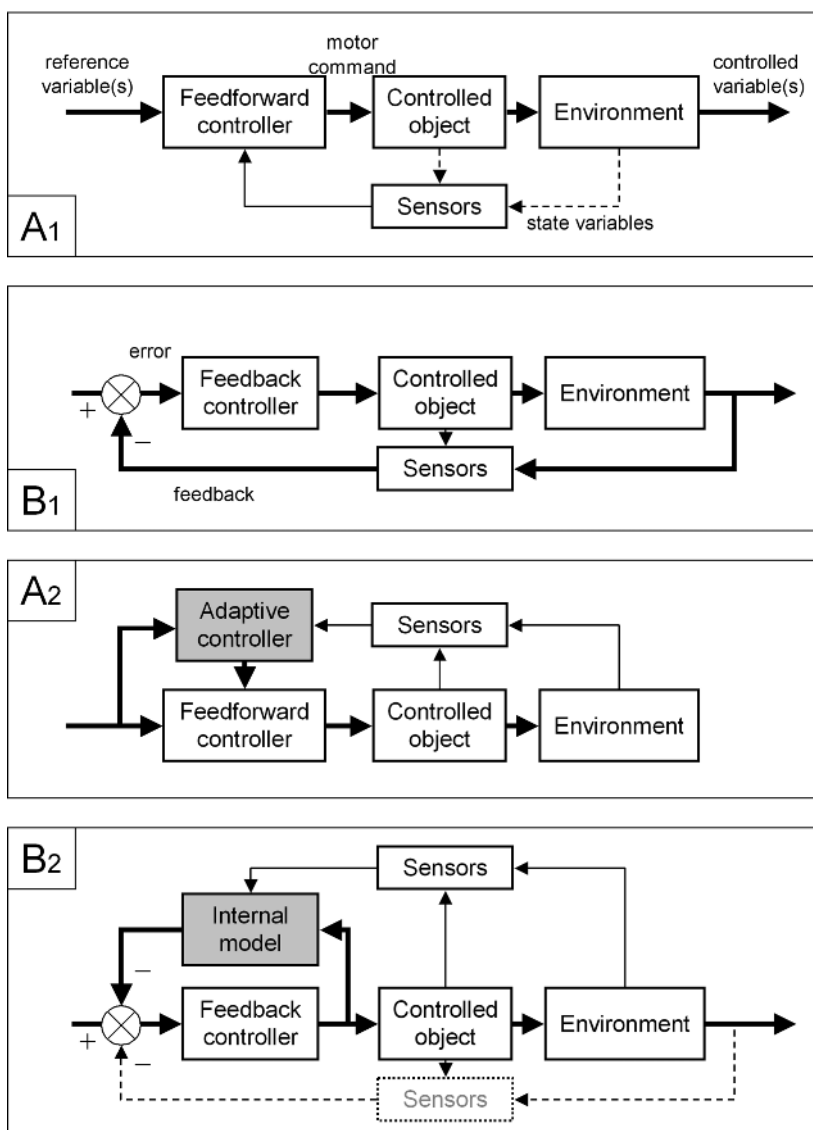 reference
variable(s)
motor
command
controlled
variable(s)
Feedforward
controller
Controlled
object
Environment
Sensors
state variables
A1
error
Feedback
controller
Controlled
object
Environment
+
−
Sensors
feedback
B1
A2
Adaptive
controller
Sensors
Feedforward
controller
Controlled
object
Environment
B2
Sensors
Internal
model
−
Feedback
controller
Controlled
object
Environment
+
−
Sensors